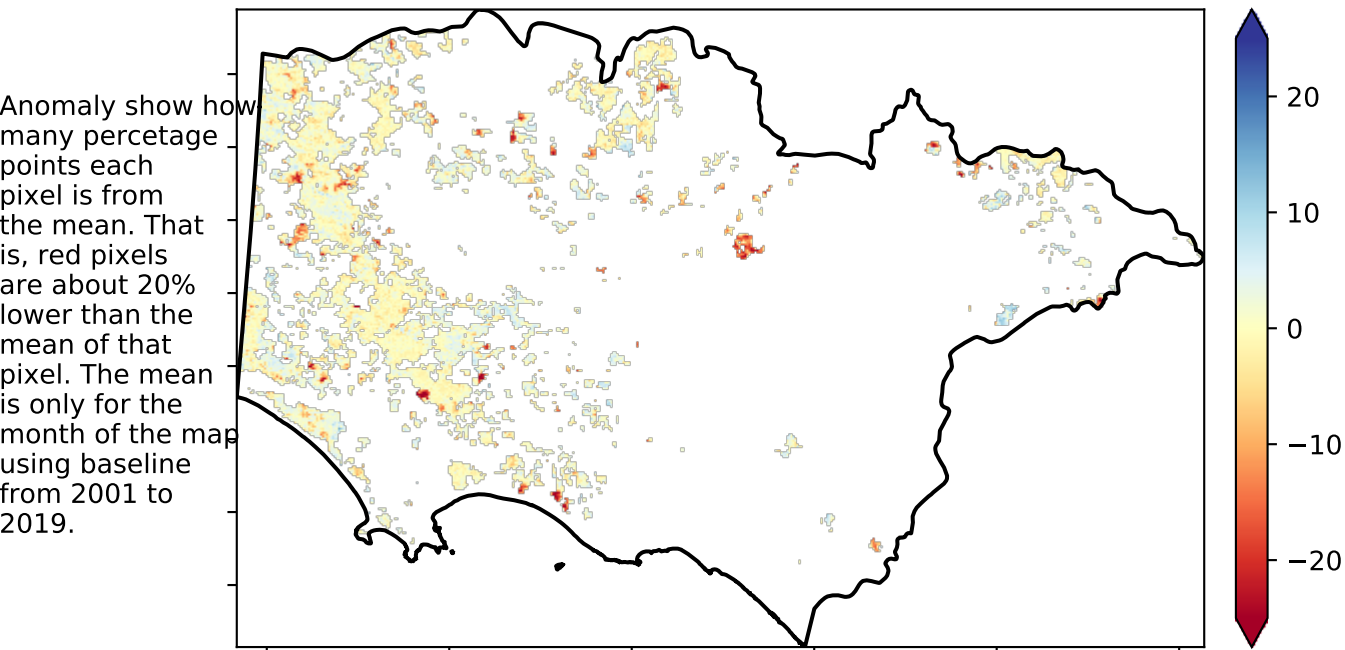 Anomaly show how
many percetage
points each
pixel is from
the mean. That
is, red pixels
are about 20%
lower than the
mean of that
pixel. The mean
is only for the
month of the map
using baseline
from 2001 to
2019.
20
10
0
−10
−20